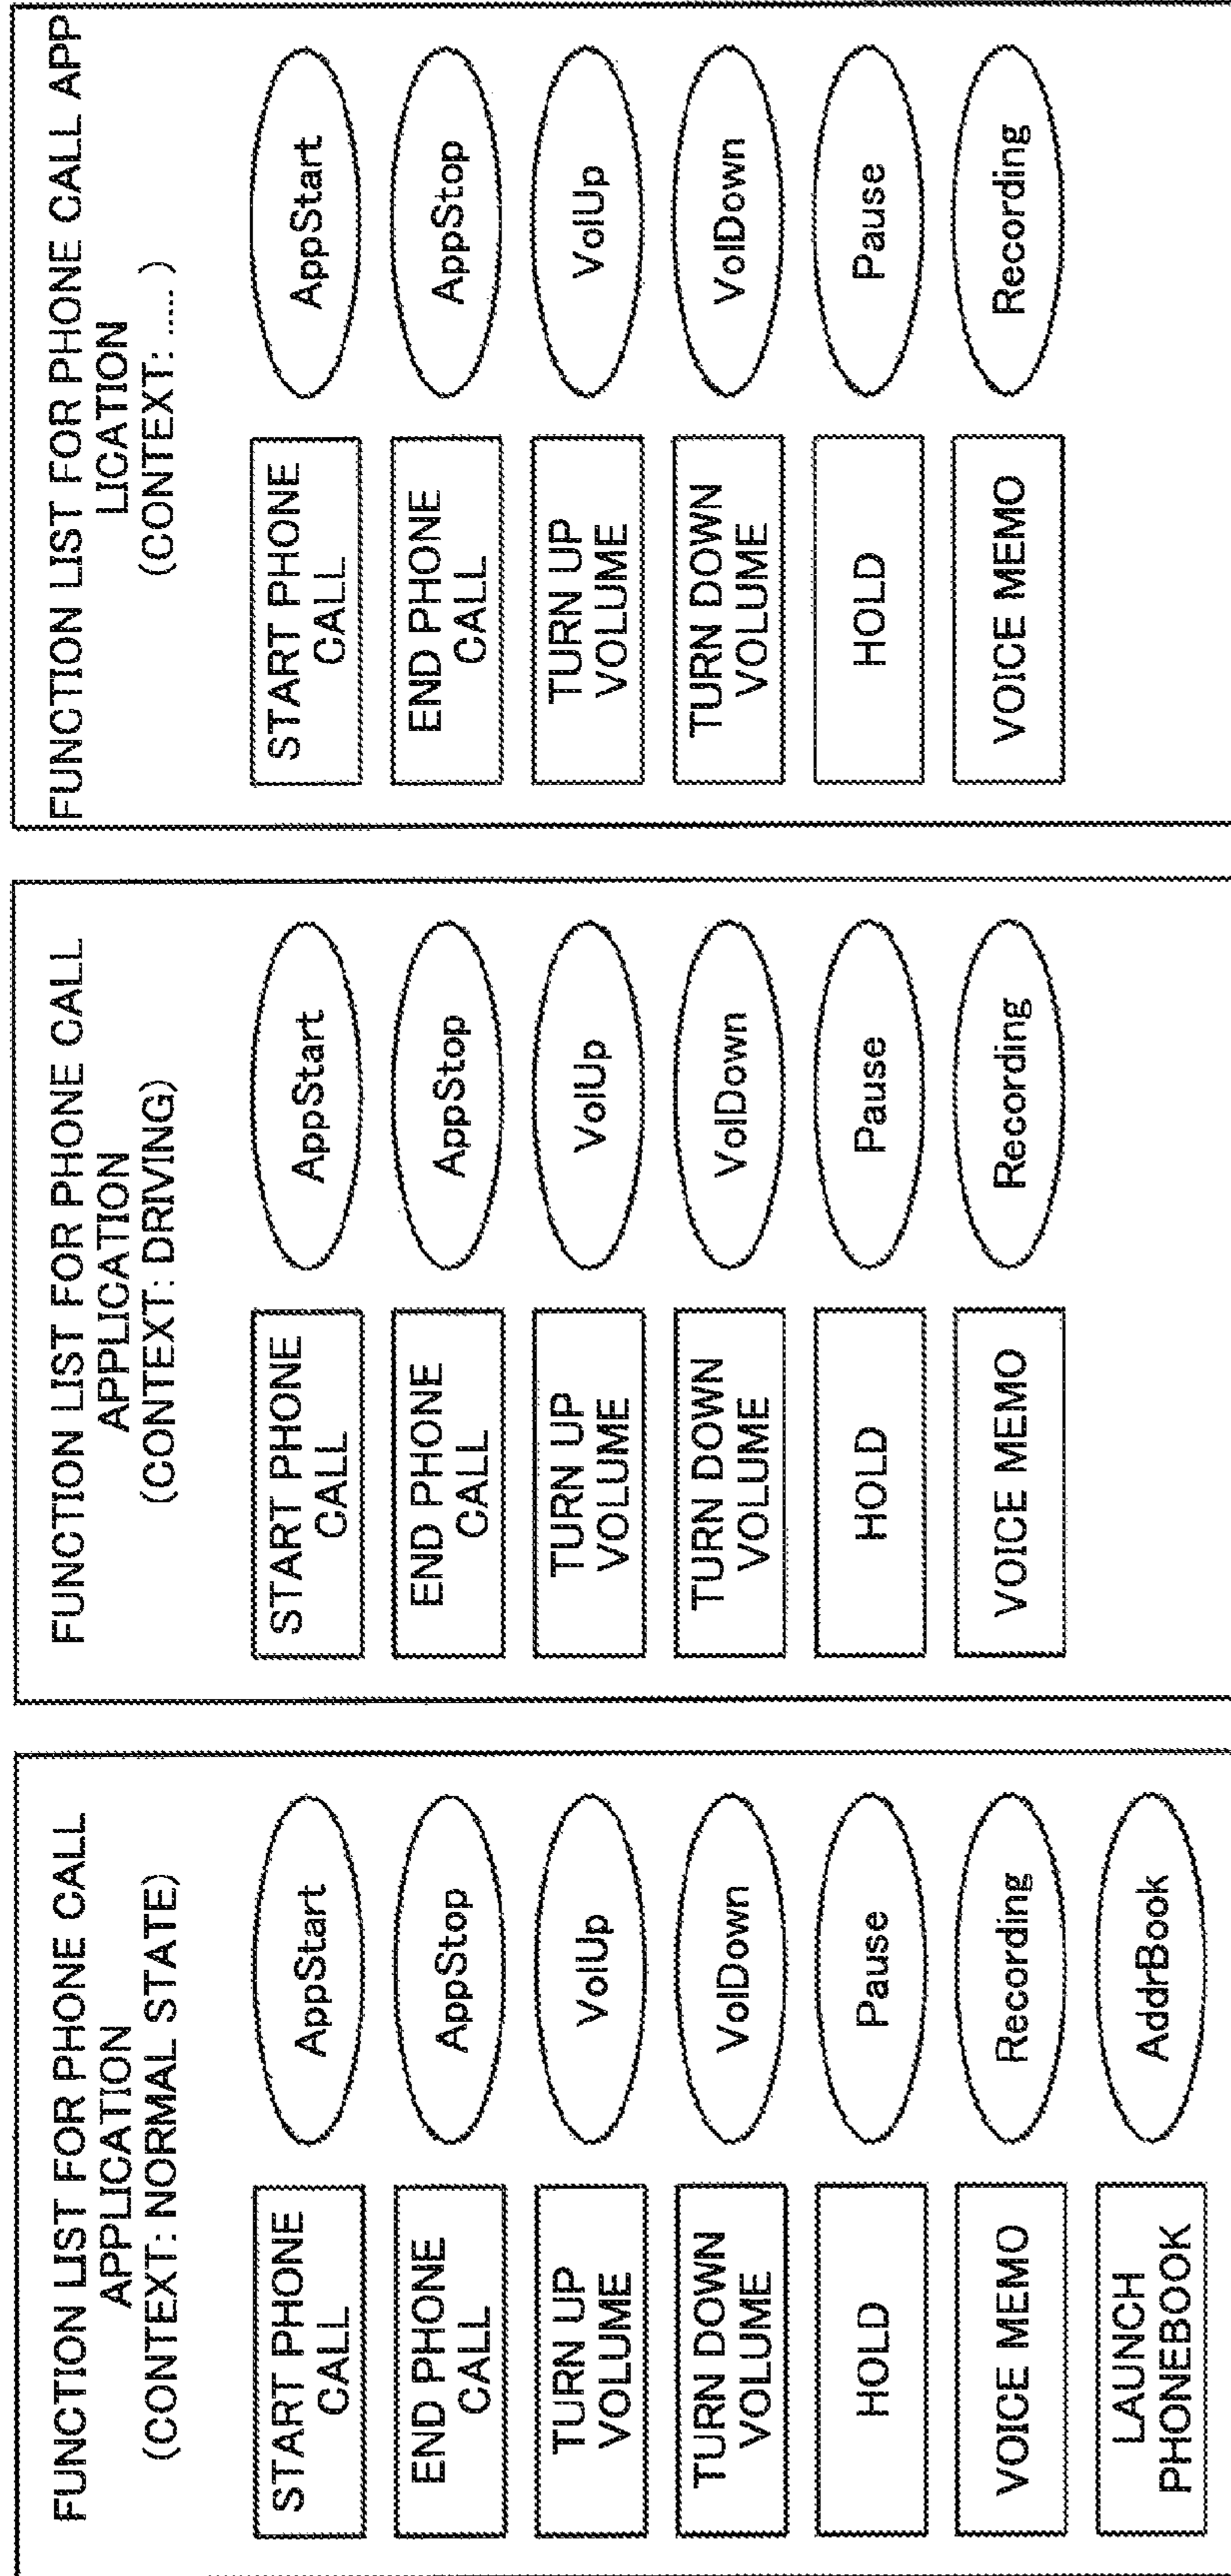 FUNCTION LIST FOR PHONE CALL
APPLICATION
(CONTEXT: NORMAL STATE)
START PHONE
CALL
AppStart
END PHONE
CALL
AppStop
TURN UP
VOLUME
VolUp
TURN DOWN
VOLUME
VolDown
HOLD
Pause
VOICE MEMO
Recording
LAUNCH
PHONEBOOK
AddrBook
FUNCTION LIST FOR PHONE CALL
APPLICATION
(CONTEXT: DRIVING)
START PHONE
CALL
AppStart
END PHONE
CALL
AppStop
TURN UP
VOLUME
VolUp
TURN DOWN
VOLUME
VolDown
HOLD
Pause
VOICE MEMO
Recording
FUNCTION LIST FOR PHONE CALL APP
LICATION
(CONTEXT: ..... )
START PHONE
CALL
AppStart
END PHONE
CALL
AppStop
TURN UP
VOLUME
VolUp
TURN DOWN
VOLUME
VolDown
HOLD
Pause
VOICE MEMO
Recording